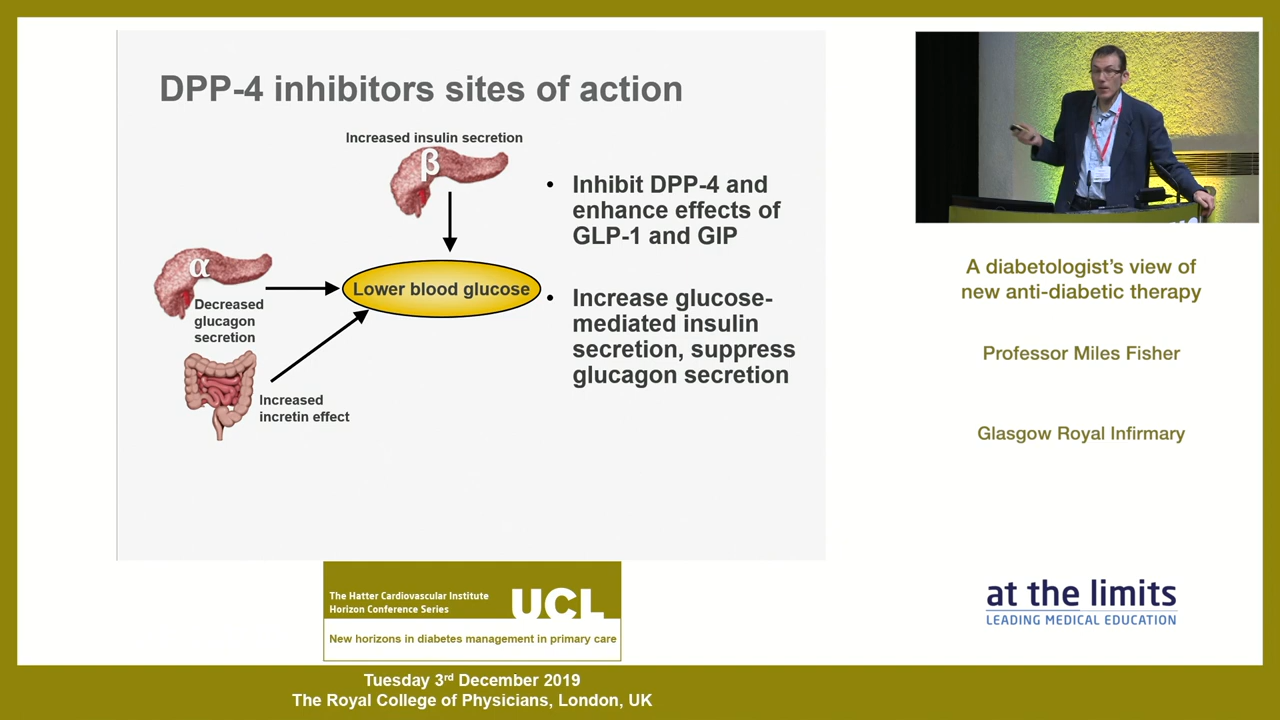 DPP-4 inhibitors sites of action
Increased insulin secretion
β
α
Decreased
glucagon
secretion
Lower blood glucose
Increased
incretin effect
• Inhibit DPP-4 and
enhance effects of
GLP-1 and GIP
• Increase glucose-
mediated insulin
secretion, suppress
glucagon secretion
A diabetologist's view of
new anti-diabetic therapy
Professor Miles Fisher
Glasgow Royal Infirmary
The Hatter Cardiovascular Institute
Horizon Conference Series
UCL
New horizons in diabetes management in primary care
at the limits
LEADING MEDICAL EDUCATION
Tuesday 3rd December 2019
The Royal College of Physicians, London, UK